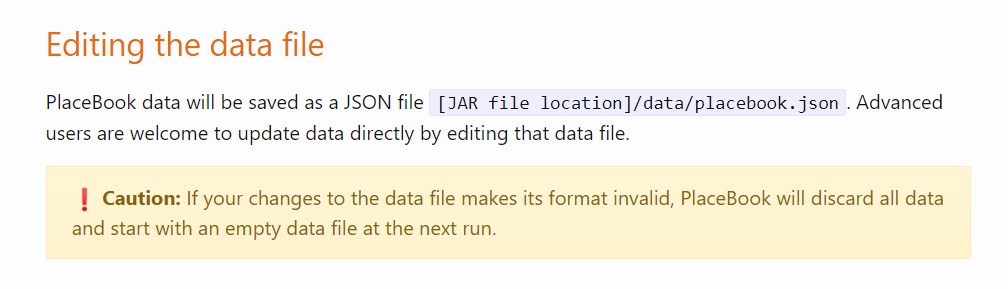 Editing the data file
PlaceBook data will be saved as a JSON file [JAR file location]/data/placebook.json. Advanced
users are welcome to update data directly by editing that data file.
❗ Caution: If your changes to the data file makes its format invalid, PlaceBook will discard all data
and start with an empty data file at the next run.